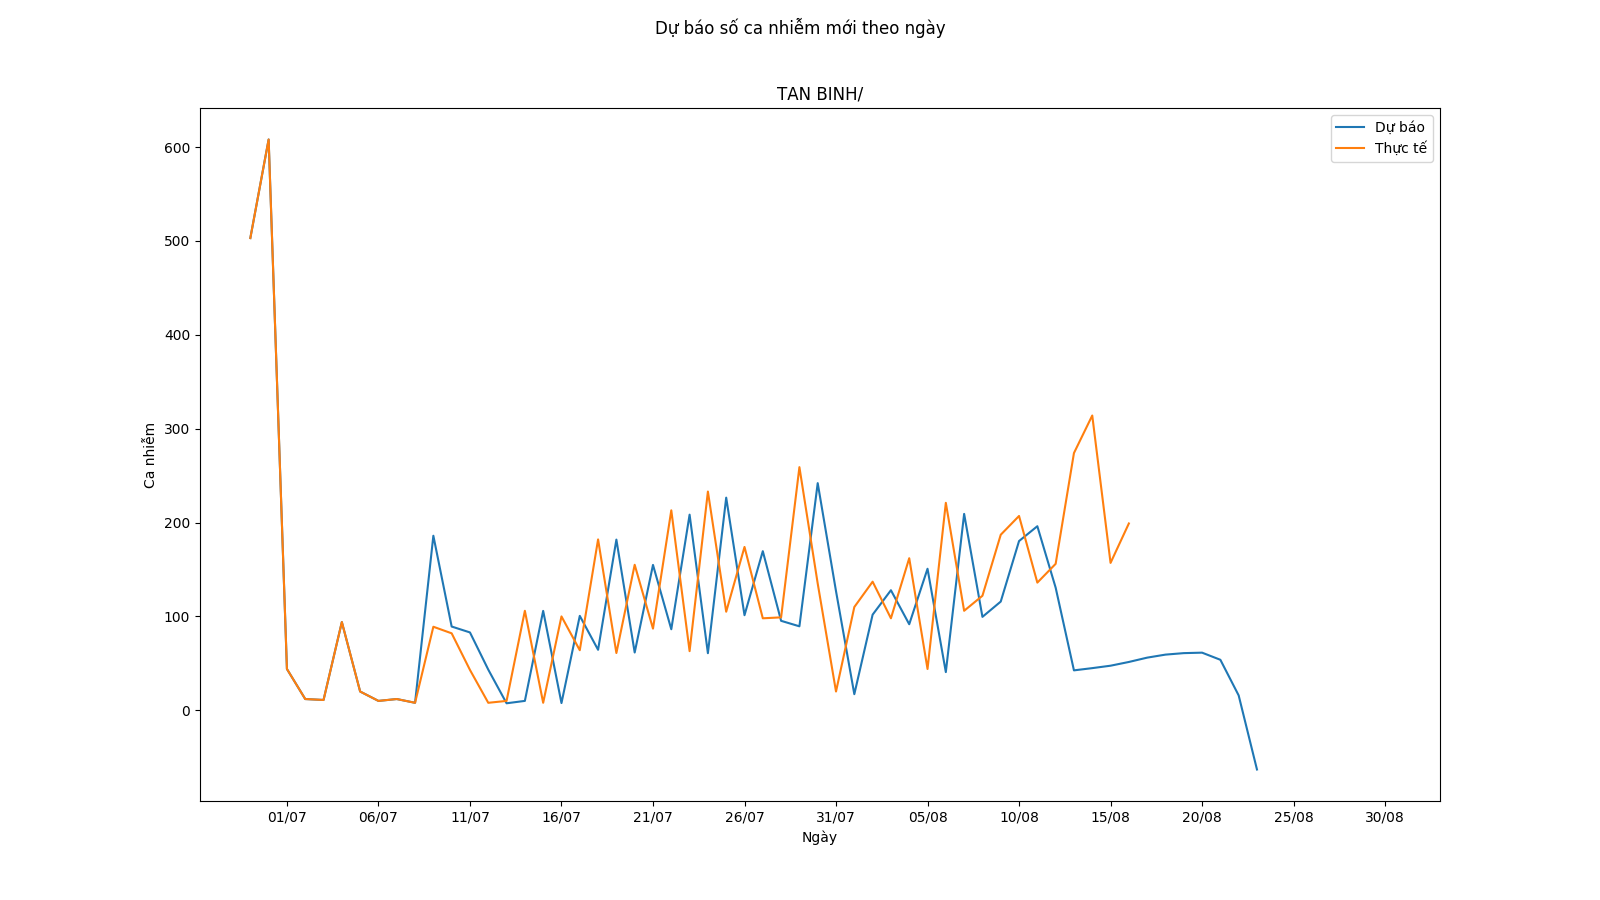 Dự báo số ca nhiễm mới theo ngày
TAN BINH/
Dự báo
Thực tế
600
500
400
300
200
100
0
Ca nhiễm
01/07 06/07 11/07 16/07 21/07 26/07 31/07 05/08 10/08 15/08 20/08 25/08 30/08
Ngày